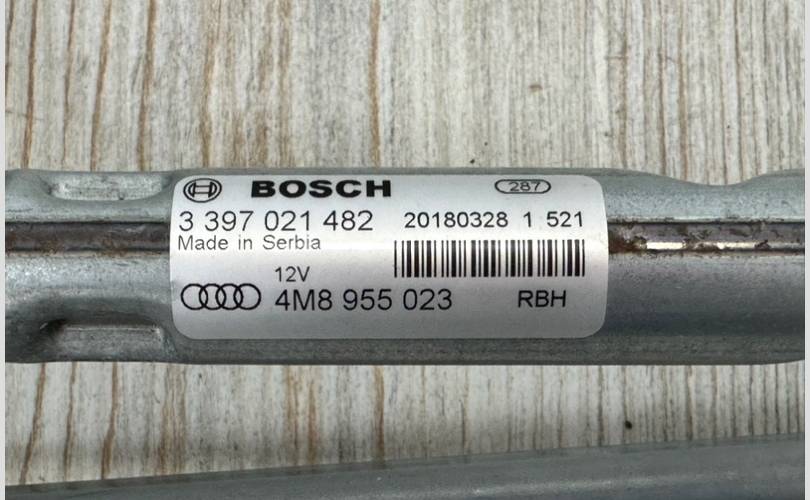 BOSCH 287
3 397 021 482 20180328 1 521
Made in Serbia
12V
4M8 955 023 RBH